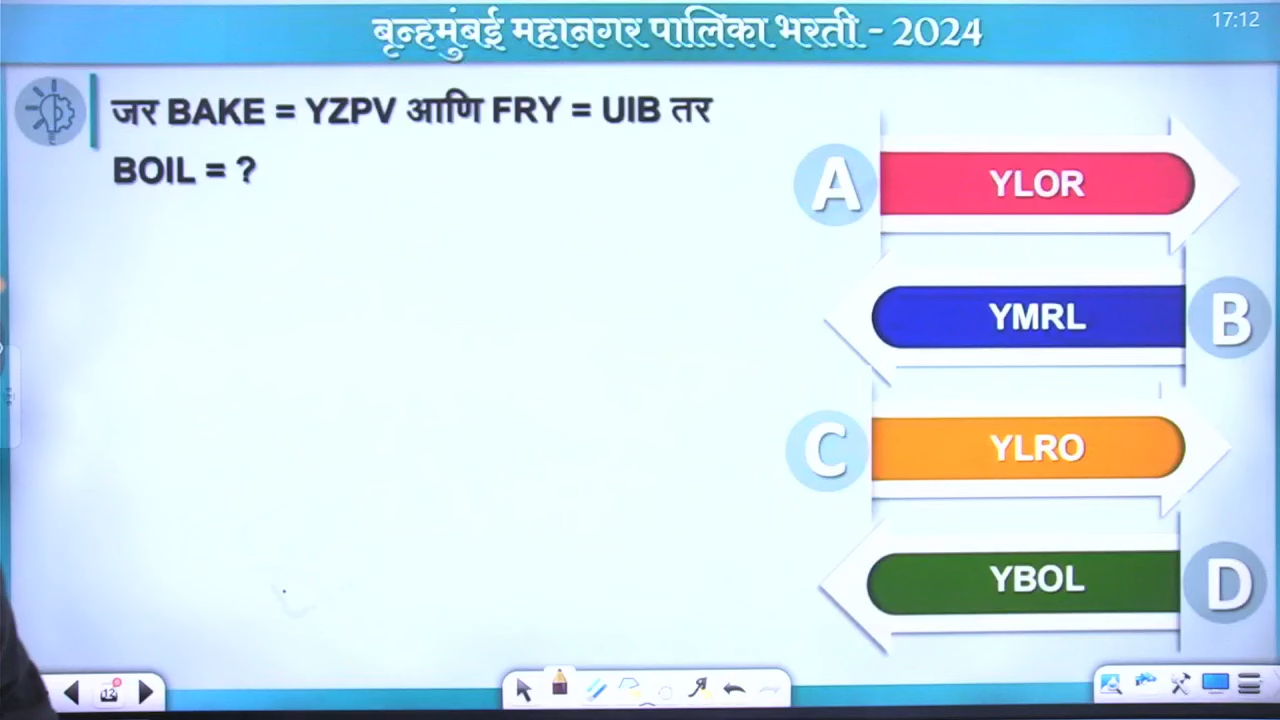 बृन्हमुंबई महानगर पालिका भरती - 2024
17:12
जर BAKE = YZPV आणि FRY = UIB तर
BOIL = ?
A
YLOR
YMRL
B
C
YLRO
YBOL
D
12